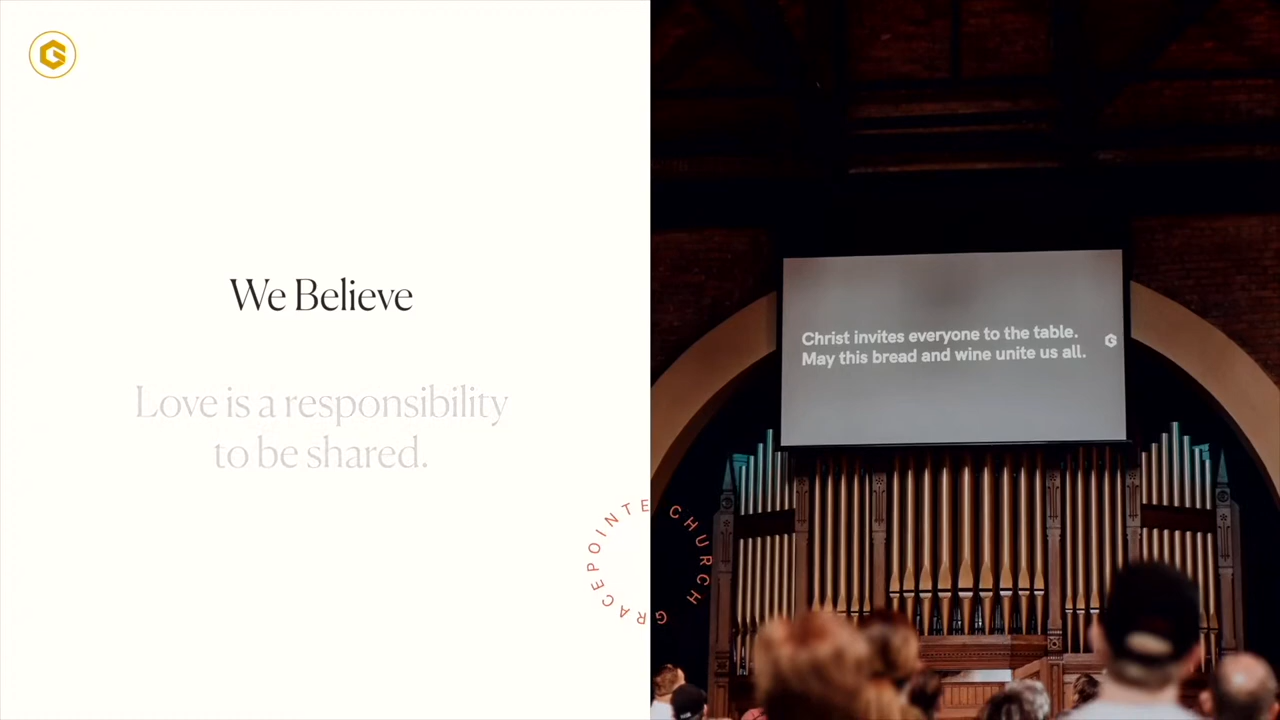 We Believe
Love is a responsibility
to be shared.
Christ invites everyone to the table.
May this bread and wine unite us all.
GRACEPOINTE CHURCH